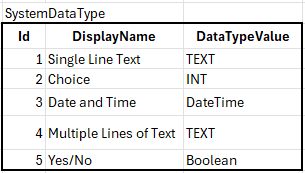 SystemDataType
Id DisplayName DataTypeValue
1 Single Line Text TEXT
2 Choice INT
3 Date and Time DateTime
4 Multiple Lines of Text TEXT
5 Yes/No Boolean